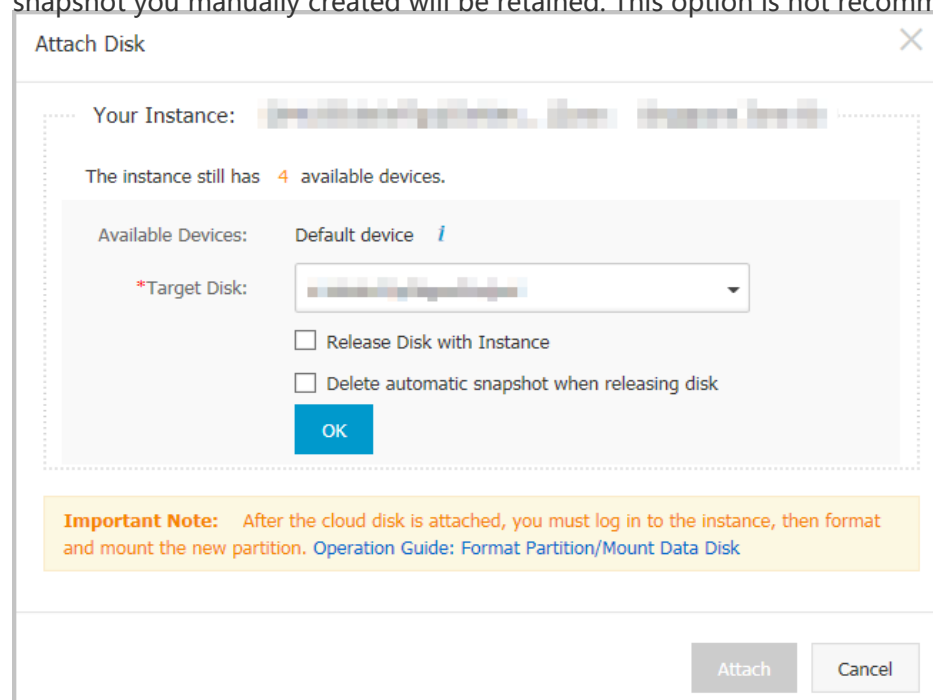 snapshot you manually created will be retained. This option is not recomm
Attach Disk
Your Instance:
The instance still has 4 available devices.
Available Devices: Default device i
*Target Disk:
Release Disk with Instance
Delete automatic snapshot when releasing disk
OK
Important Note: After the cloud disk is attached, you must log in to the instance, then format
and mount the new partition. Operation Guide: Format Partition/Mount Data Disk
Attach Cancel